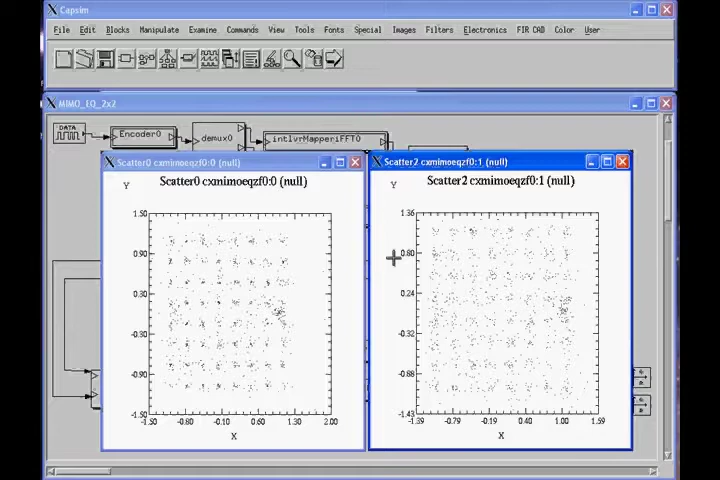 Capsim
File Edit Blocks Manipulate Examine Commands View Tools Fonts Special Images Filters Electronics FIR CAD Color User
MIMO_EQ_2x2
DATA
Encoder0
demux0
intlvrMapperiFFT0
Scatter0 cxmimoeqzf0:0 (null)
Y
Scatter0 cxmimoeqzf0:0 (null)
1.50
0.90
0.30
-0.30
-0.90
-1.50
-1.50 -0.80 -0.10 0.60 1.30 2.00
X
Scatter2 cxmimoeqzf0:1 (null)
Y
Scatter2 cxmimoeqzf0:1 (null)
1.36
0.80
0.24
-0.32
-0.88
-1.43
-1.39 -0.79 -0.19 0.40 1.00 1.59
X